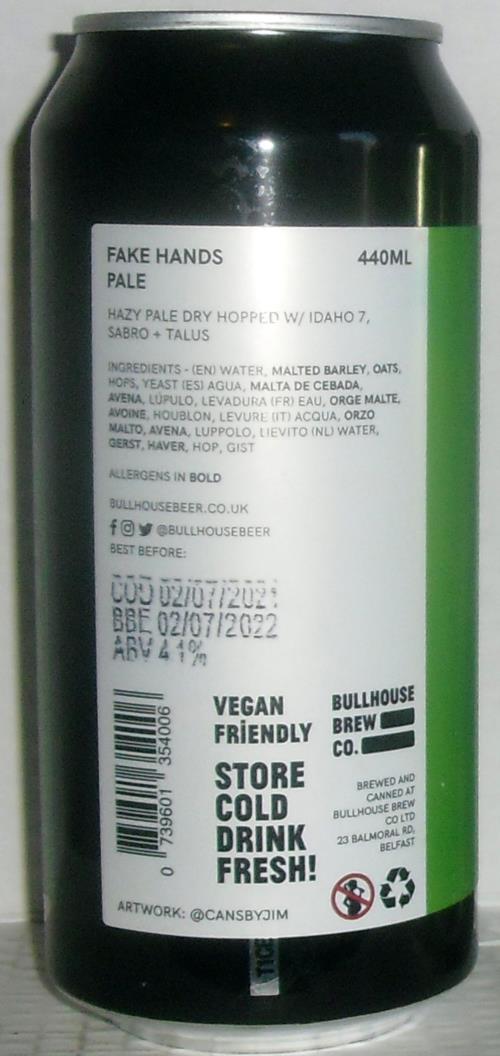 FAKE HANDS
PALE
440ML
HAZY PALE DRY HOPPED W/ IDAHO 7,
SABRO + TALUS
INGREDIENTS - (EN) WATER, MALTED BARLEY, OATS,
HOPS, YEAST (ES) AGUA, MALTA DE CEBADA,
AVENA, LÚPULO, LEVADURA (FR) EAU, ORGE MALTE,
AVOINE, HOUBLON, LEVURE (IT) ACQUA, ORZO
MALTO, AVENA, LUPPOLO, LIEVITO (NL) WATER,
GERST, HAVER, HOP, GIST
ALLERGENS IN BOLD
BULLHOUSEBEER.CO.UK
@BULLHOUSEBEER
BEST BEFORE:
COD 02/07/2021
BBE 02/07/2022
ABV 4.1%
0 739601 354006
VEGAN
FRiENDLY
STORE
COLD
DRINK
FRESH!
BULLHOUSE
BREW
CO.
BREWED AND
CANNED AT
BULLHOUSE BREW
CO LTD
23 BALMORAL RD,
BELFAST
ARTWORK: @CANSBYJIM